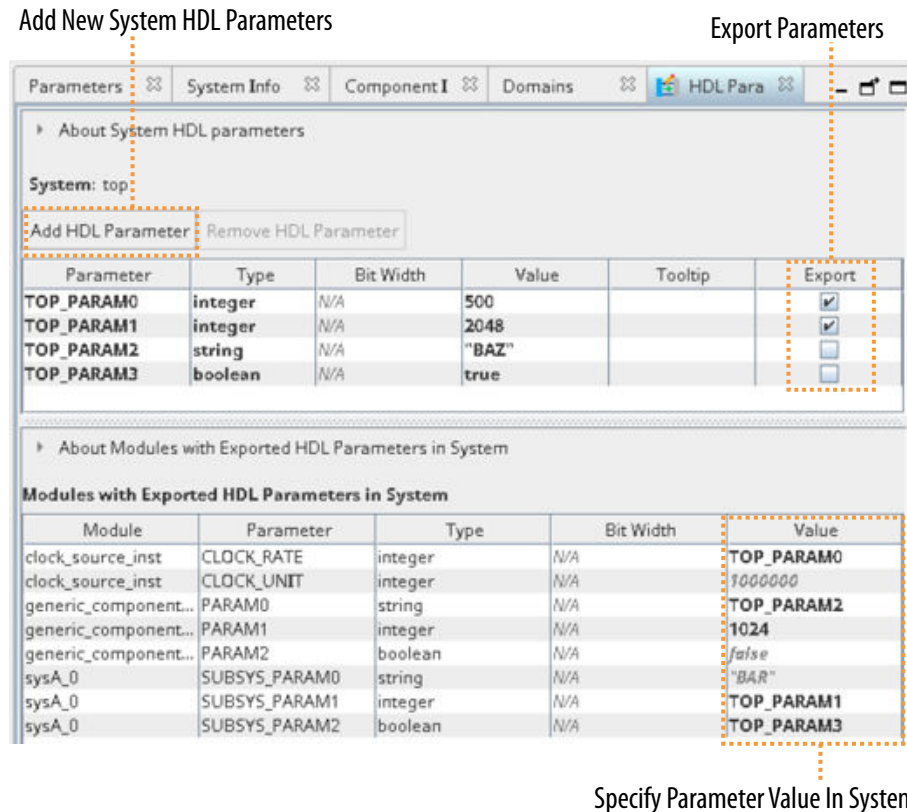 Add New System HDL Parameters
Export Parameters
Parameters System Info Component I Domains HDL Para
About System HDL parameters
System: top
Add HDL Parameter Remove HDL Parameter
Parameter Type Bit Width Value Tooltip Export
TOP_PARAM0 integer N/A 500
TOP_PARAM1 integer N/A 2048
TOP_PARAM2 string N/A "BAZ"
TOP_PARAM3 boolean N/A true
About Modules with Exported HDL Parameters in System
Modules with Exported HDL Parameters in System
Module Parameter Type Bit Width Value
clock_source_inst CLOCK_RATE integer N/A TOP_PARAM0
clock_source_inst CLOCK_UNIT integer N/A 1000000
generic_component... PARAM0 string N/A TOP_PARAM2
generic_component... PARAM1 integer N/A 1024
generic_component... PARAM2 boolean N/A false
sysA_0 SUBSYS_PARAM0 string N/A "BAR"
sysA_0 SUBSYS_PARAM1 integer N/A TOP_PARAM1
sysA_0 SUBSYS_PARAM2 boolean N/A TOP_PARAM3
Specify Parameter Value In System